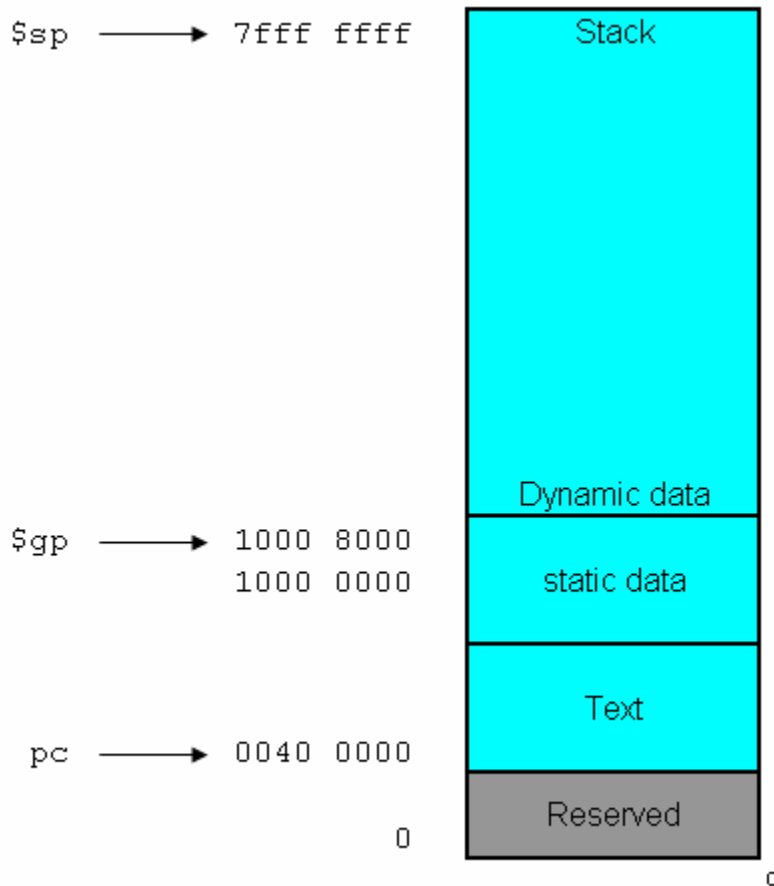 $sp 7fff ffff Stack
Dynamic data
$gp 1000 8000
1000 0000 static data
Text
pc 0040 0000
Reserved
0